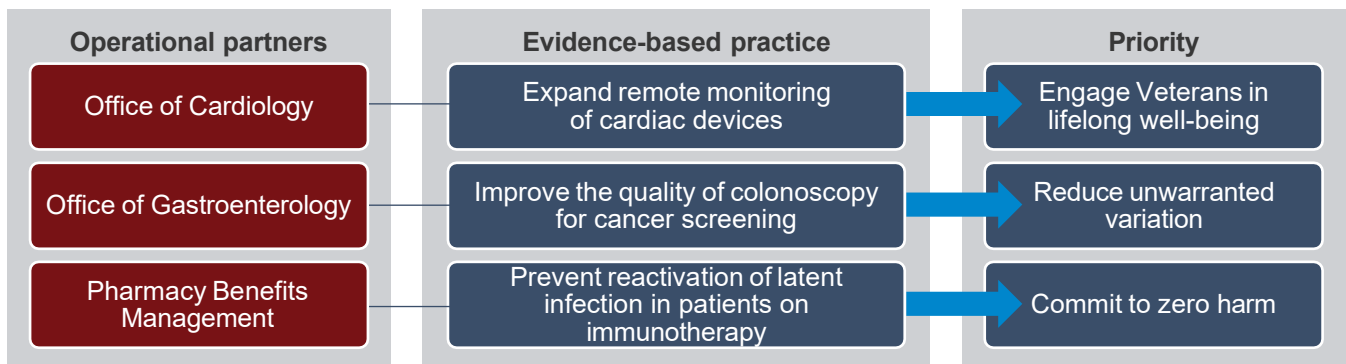 Operational partners
Evidence-based practice
Priority
Office of Cardiology
Expand remote monitoring
of cardiac devices
Engage Veterans in
lifelong well-being
Office of Gastroenterology
Improve the quality of colonoscopy
for cancer screening
Reduce unwarranted
variation
Pharmacy Benefits
Management
Prevent reactivation of latent
infection in patients on
immunotherapy
Commit to zero harm